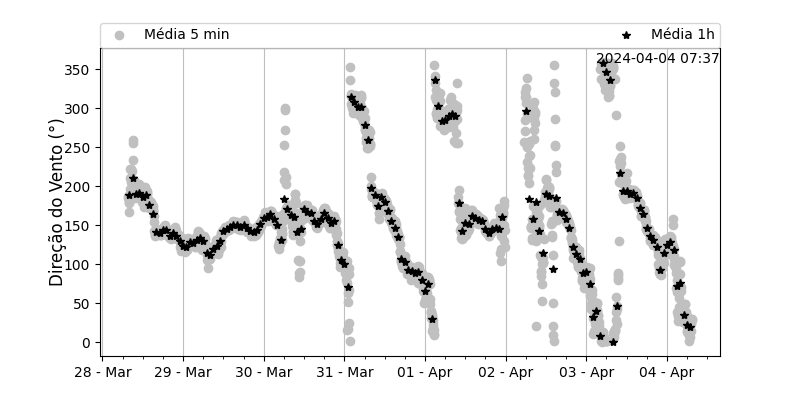 Média 5 min
Média 1h
2024-04-04 07:37
Direção do Vento (°)
350
300
250
200
150
100
50
0
28 - Mar
29 - Mar
30 - Mar
31 - Mar
01 - Apr
02 - Apr
03 - Apr
04 - Apr